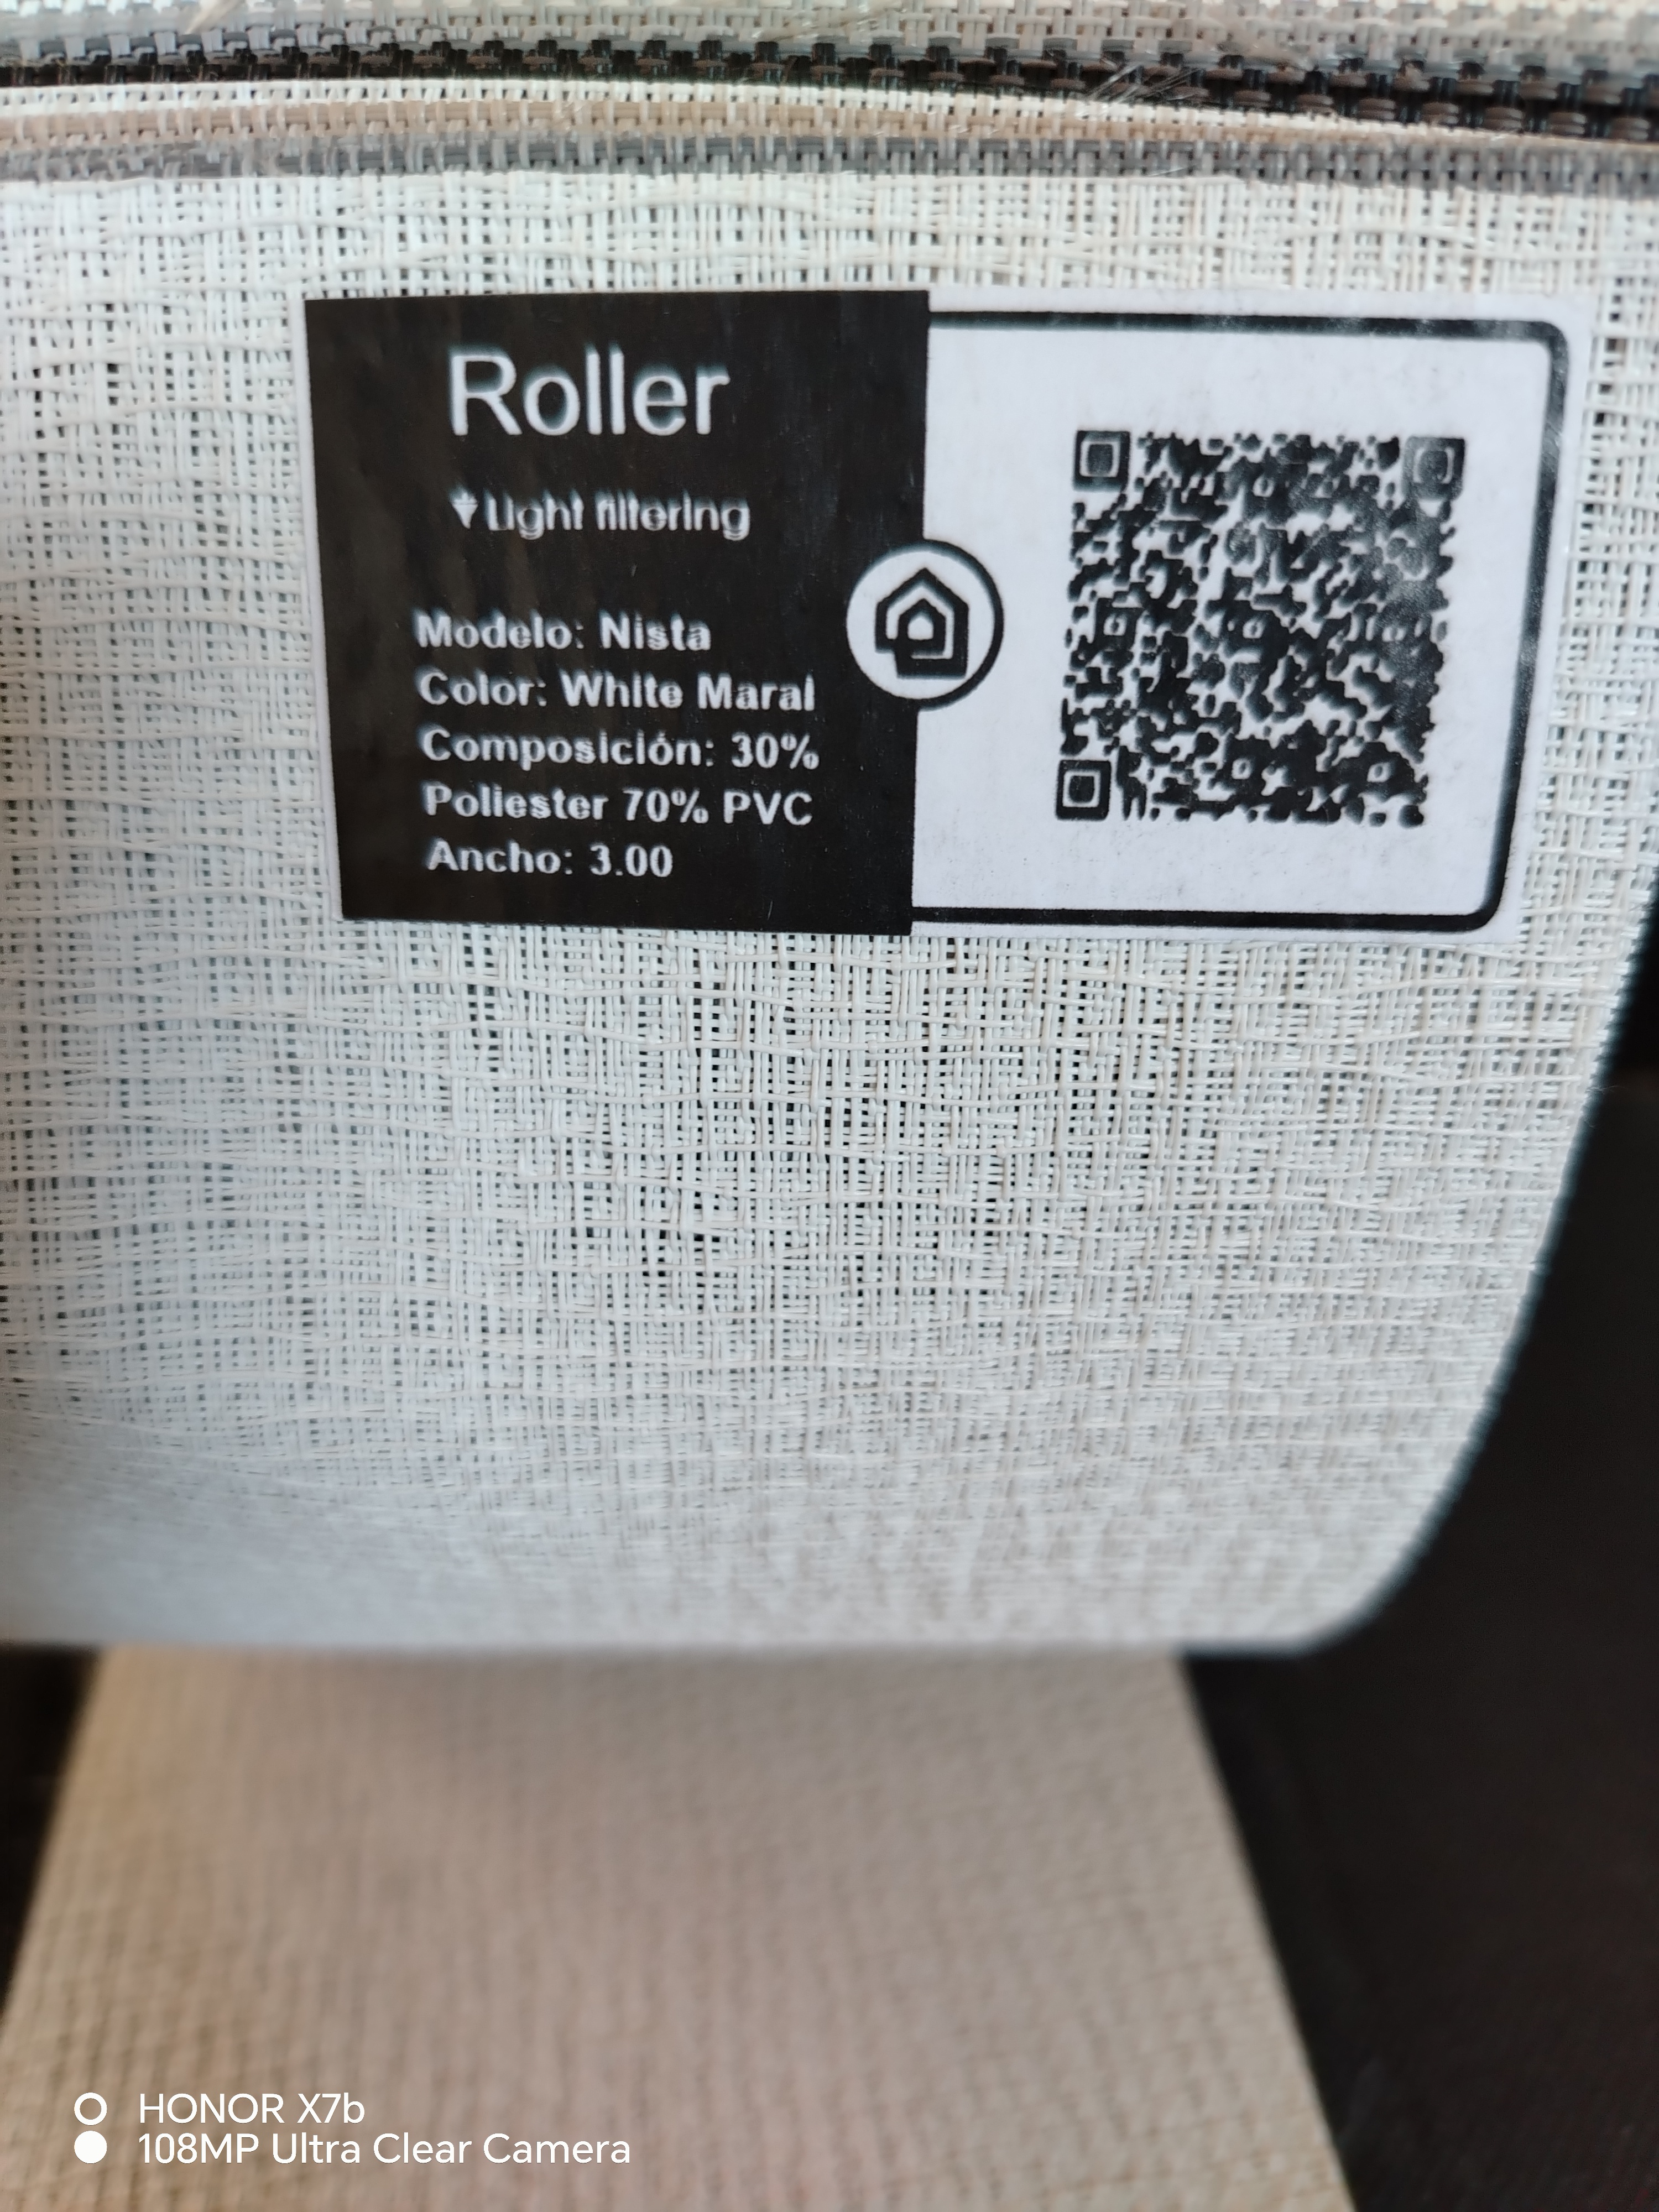 Roller
Light filtering
Modelo: Nista
Color: White Maral
Composición: 30%
Poliester 70% PVC
Ancho: 3.00
HONOR X7b
108MP Ultra Clear Camera